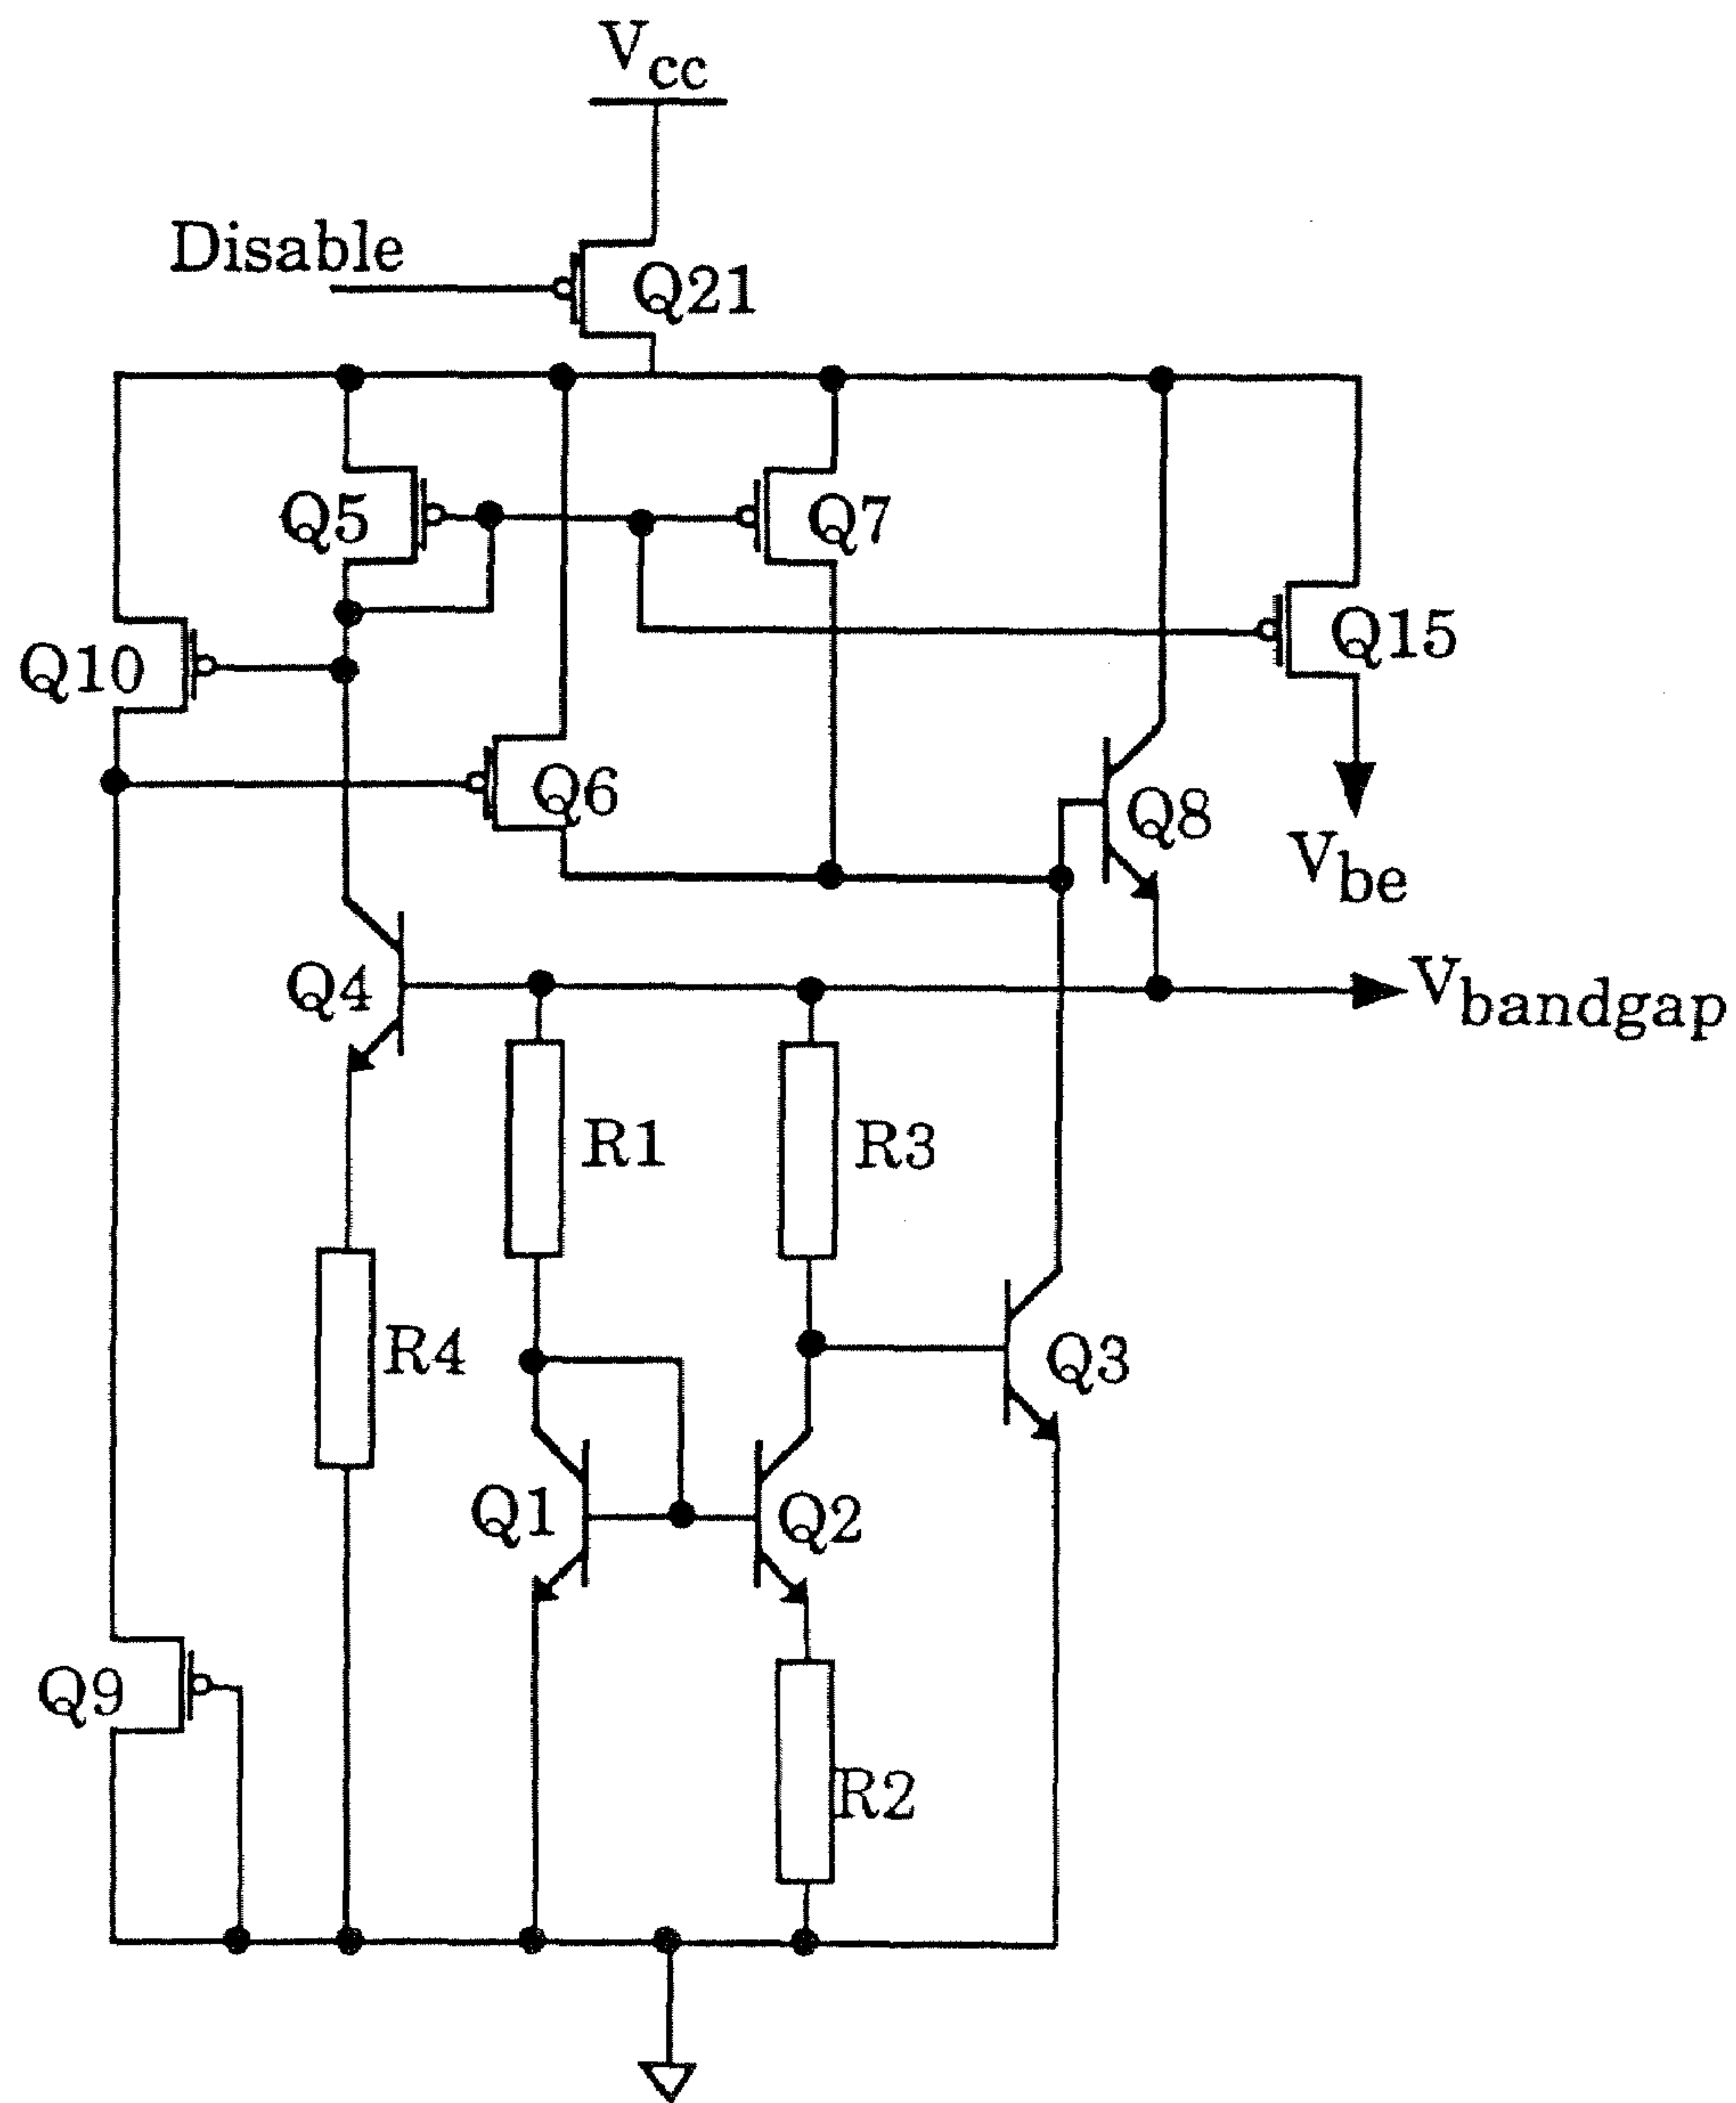 Vcc
Disable
Q21
Q5
Q7
Q10
Q15
Q6
Q8
Vbe
Q4
Vbandgap
R1
R3
R4
Q3
Q1
Q2
Q9
R2